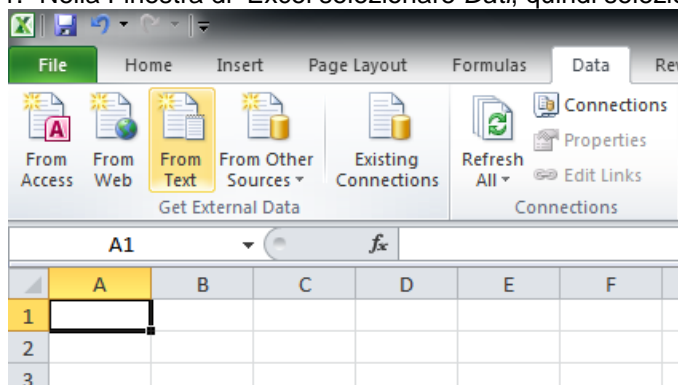 Nella Finestra di Excel selezionare Dati, quindi
File Home Insert Page Layout Formulas Data
From Access From Web From Text From Other Sources Existing Connections Refresh All Connections
Properties
Edit Links
Get External Data Connections
A1 fx
A B C D E F
1
2
3